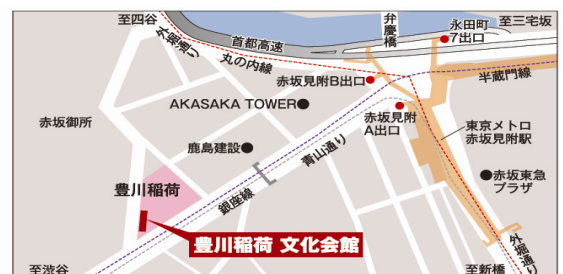 至四谷
外堀通り
首都高速
丸の内線
弁慶橋
永田町
7出口
至三宅坂
赤坂見附B出口
半蔵門線
AKASAKA TOWER
赤坂見附
A出口
赤坂御所
東京メトロ
赤坂見附駅
鹿島建設
青山通り
赤坂東急
プラザ
豊川稲荷
銀座線
豊川稲荷 文化会館
外堀通り
至渋谷
至新橋